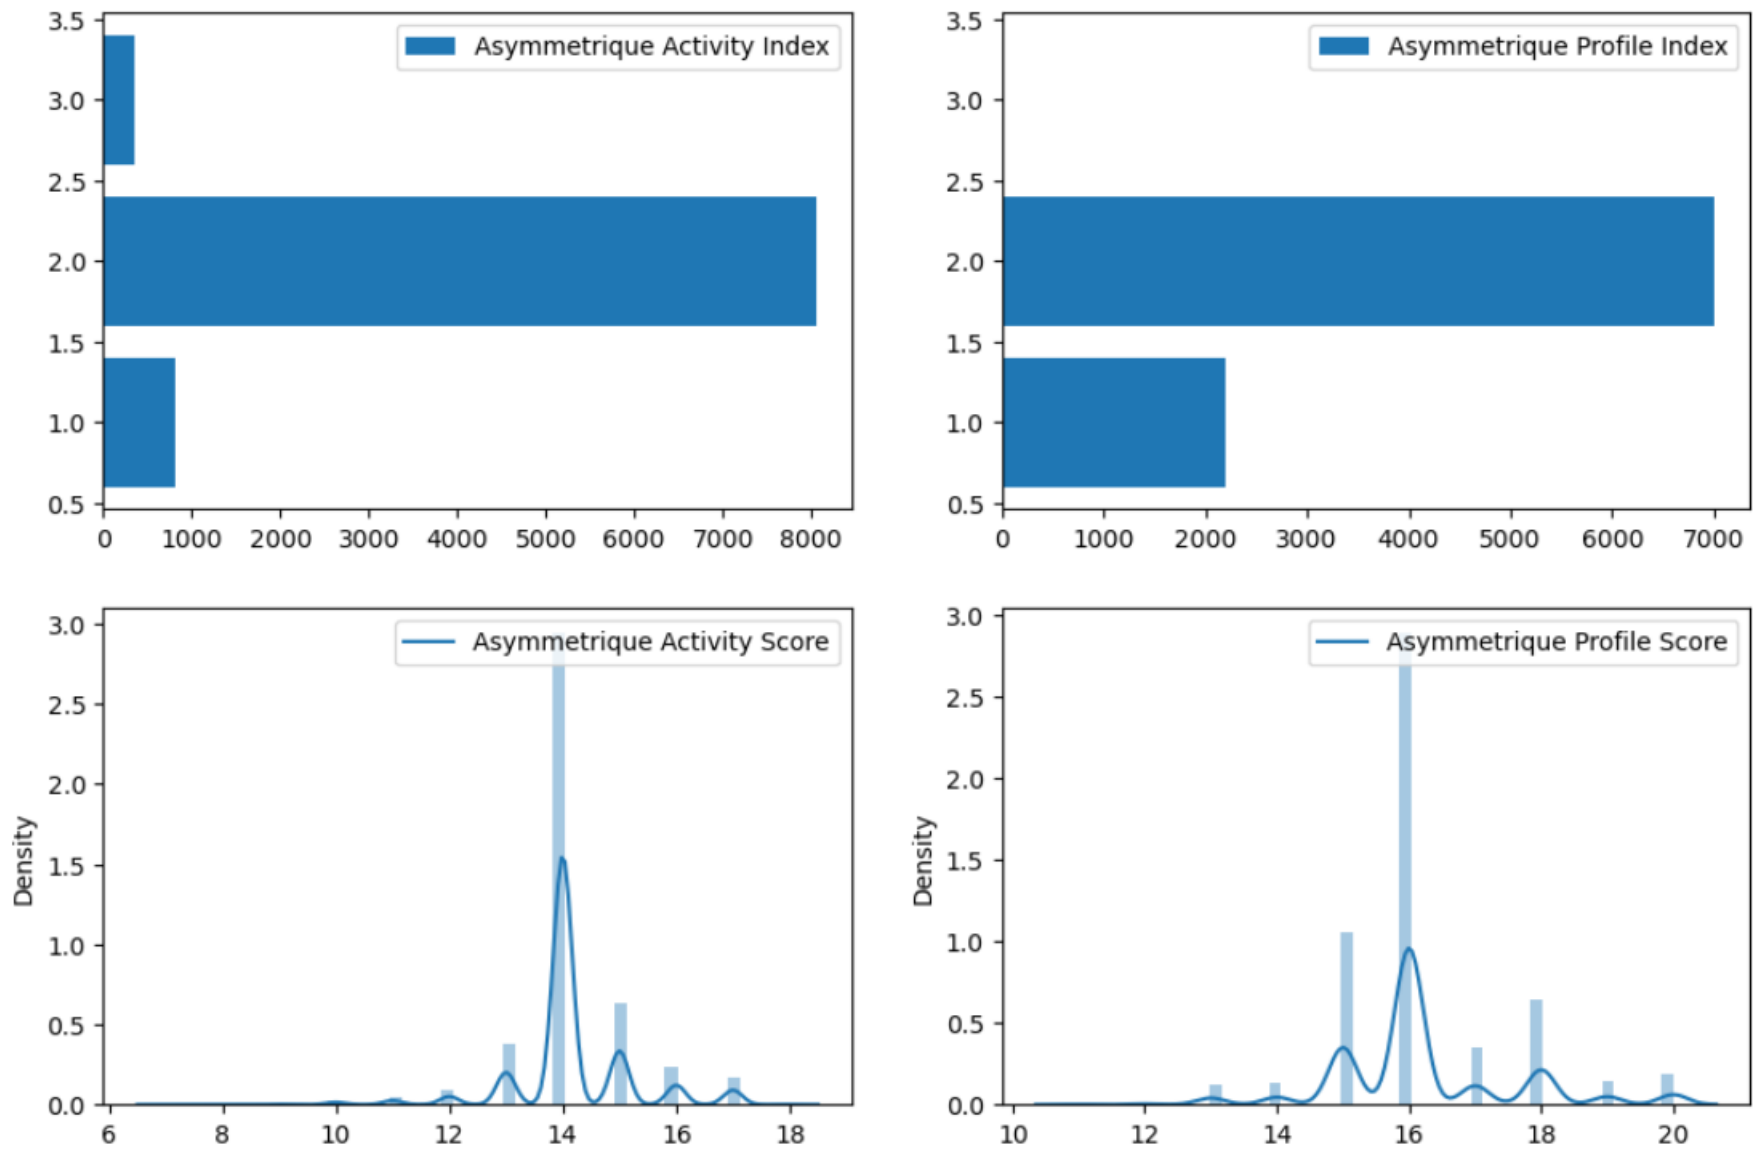 Asymmetrique Activity Index
3.5
3.0
2.5
2.0
1.5
1.0
0.5
0 1000 2000 3000 4000 5000 6000 7000 8000
Asymmetrique Profile Index
3.5
3.0
2.5
2.0
1.5
1.0
0.5
0 1000 2000 3000 4000 5000 6000 7000
Asymmetrique Activity Score
Density
3.0
2.5
2.0
1.5
1.0
0.5
0.0
6 8 10 12 14 16 18
Asymmetrique Profile Score
Density
3.0
2.5
2.0
1.5
1.0
0.5
0.0
10 12 14 16 18 20